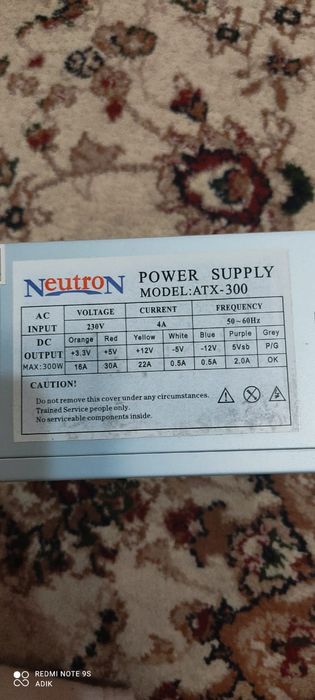 NeutroN
POWER SUPPLY
MODEL:ATX-300
AC INPUT VOLTAGE CURRENT FREQUENCY
230V 4A 50~60Hz
DC OUTPUT Orange Red Yellow White Blue Purple Grey
+3.3V +5V +12V -5V -12V 5Vsb P/G
MAX:300W 16A 30A 22A 0.5A 0.5A 2.0A OK
CAUTION!
Do not remove this cover under any circumstances.
Trained Service people only.
No serviceable components inside.
REDMI NOTE 9S
ADIK